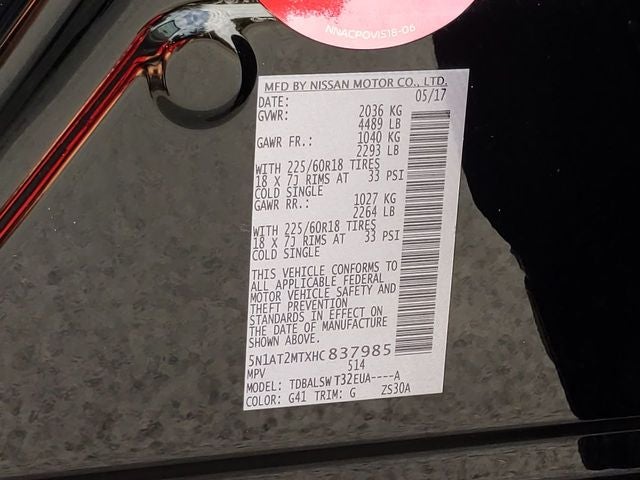 NNACPOVIS18-06
MFD BY NISSAN MOTOR CO., LTD.
DATE: 05/17
GVWR: 2036 KG
4489 LB
GAWR FR.: 1040 KG
2293 LB
WITH 225/60R18 TIRES
18 X 7J RIMS AT 33 PSI
COLD SINGLE
GAWR RR.: 1027 KG
2264 LB
WITH 225/60R18 TIRES
18 X 7J RIMS AT 33 PSI
COLD SINGLE
THIS VEHICLE CONFORMS TO
ALL APPLICABLE FEDERAL
MOTOR VEHICLE SAFETY AND
THEFT PREVENTION
STANDARDS IN EFFECT ON
THE DATE OF MANUFACTURE
SHOWN ABOVE.
5N1AT2MTXHC837985
MPV 514
MODEL: TDBALSWT32EUA----A
COLOR: G41 TRIM: G ZS30A